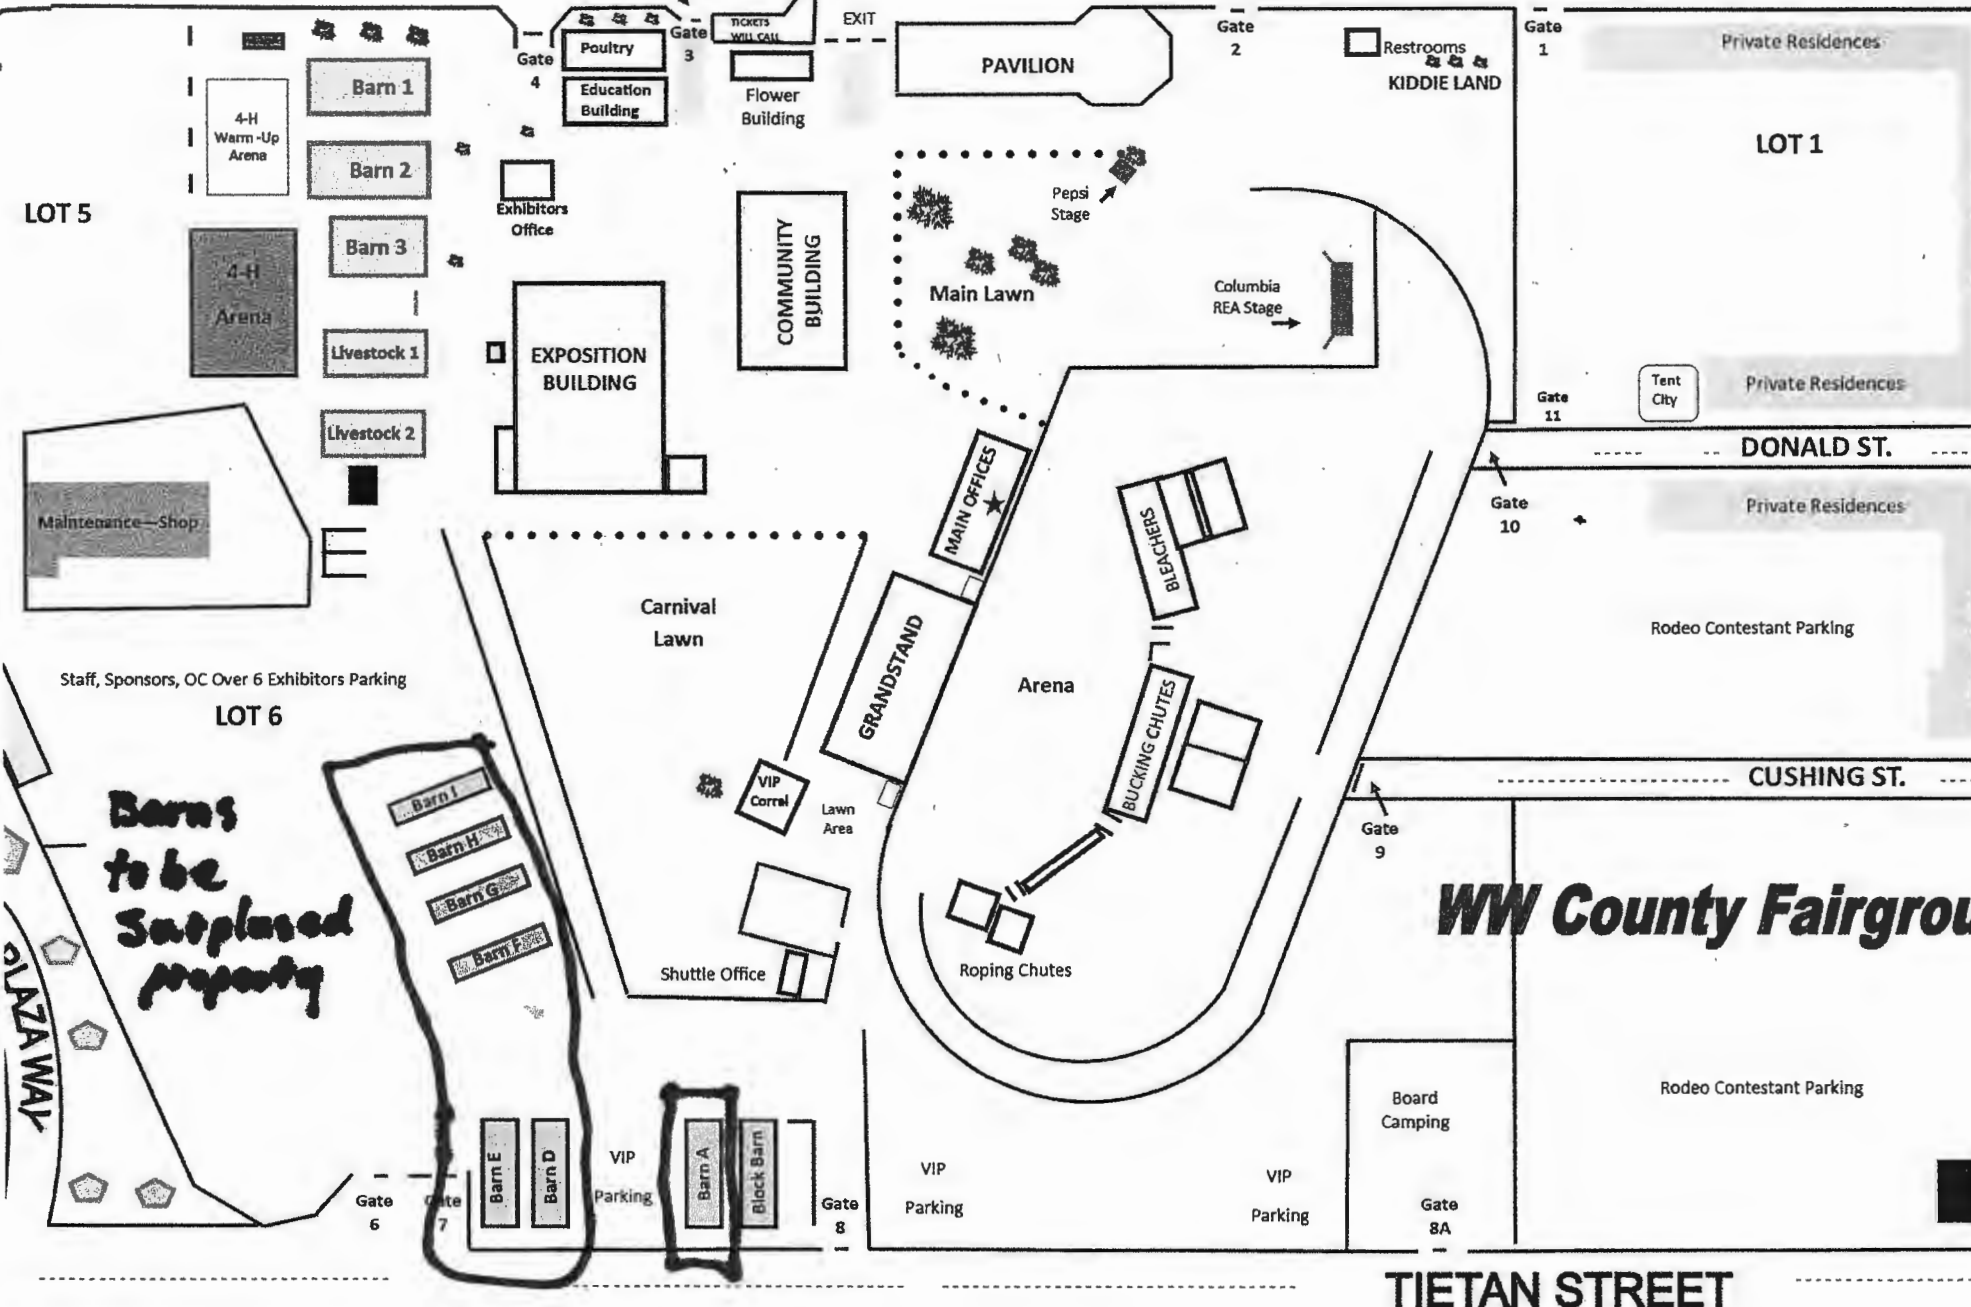 TICKETS
WILL CALL
EXIT
Gate
4
Poultry
Gate
3
Education
Building
Flower
Building
PAVILION
Gate
2
Restrooms
KIDDIE LAND
Gate
1
Private Residences
LOT 1
Barn 1
4-H
Warm-Up
Arena
Barn 2
LOT 5
Barn 3
Exhibitors
Office
COMMUNITY
BUILDING
Pepsi
Stage
Main Lawn
Columbia
REA Stage
4-H
Arena
Livestock 1
EXPOSITION
BUILDING
Tent
City
Private Residences
Gate
11
Livestock 2
DONALD ST.
MAIN OFFICES
BLEACHERS
Gate
10
Private Residences
Maintenance—Shop
Carnival
Lawn
GRANDSTAND
Arena
Rodeo Contestant Parking
Staff, Sponsors, OC Over 6 Exhibitors Parking
LOT 6
BUCKING CHUTES
VIP
Corral
Lawn
Area
CUSHING ST.
Gate
9
Barns
to be
Surplused
property
Barn I
Barn H
Barn G
Barn F
WW County Fairgrou
Shuttle Office
Roping Chutes
PLAZA WAY
Board
Camping
Rodeo Contestant Parking
Gate
6
Gate
7
Barn E
Barn D
VIP
Parking
Barn A
Block Barn
Gate
8
VIP
Parking
VIP
Parking
Gate
8A
TIETAN STREET